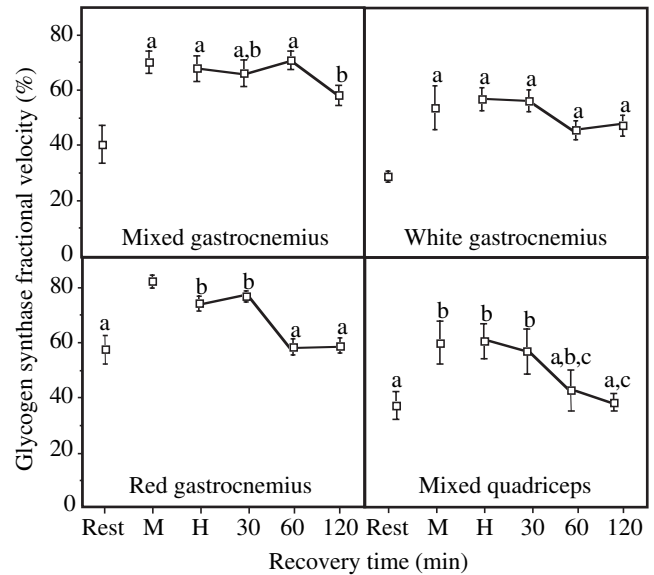 Glycogen synthase fractional velocity (%)
80
60
40
20
0
a a a,b a b
Mixed gastrocnemius
a a a a a
White gastrocnemius
80
60
40
20
0
a b b a a
Red gastrocnemius
a b b b a,b,c a,c
Mixed quadriceps
Rest M H 30 60 120 Rest M H 30 60 120
Recovery time (min)